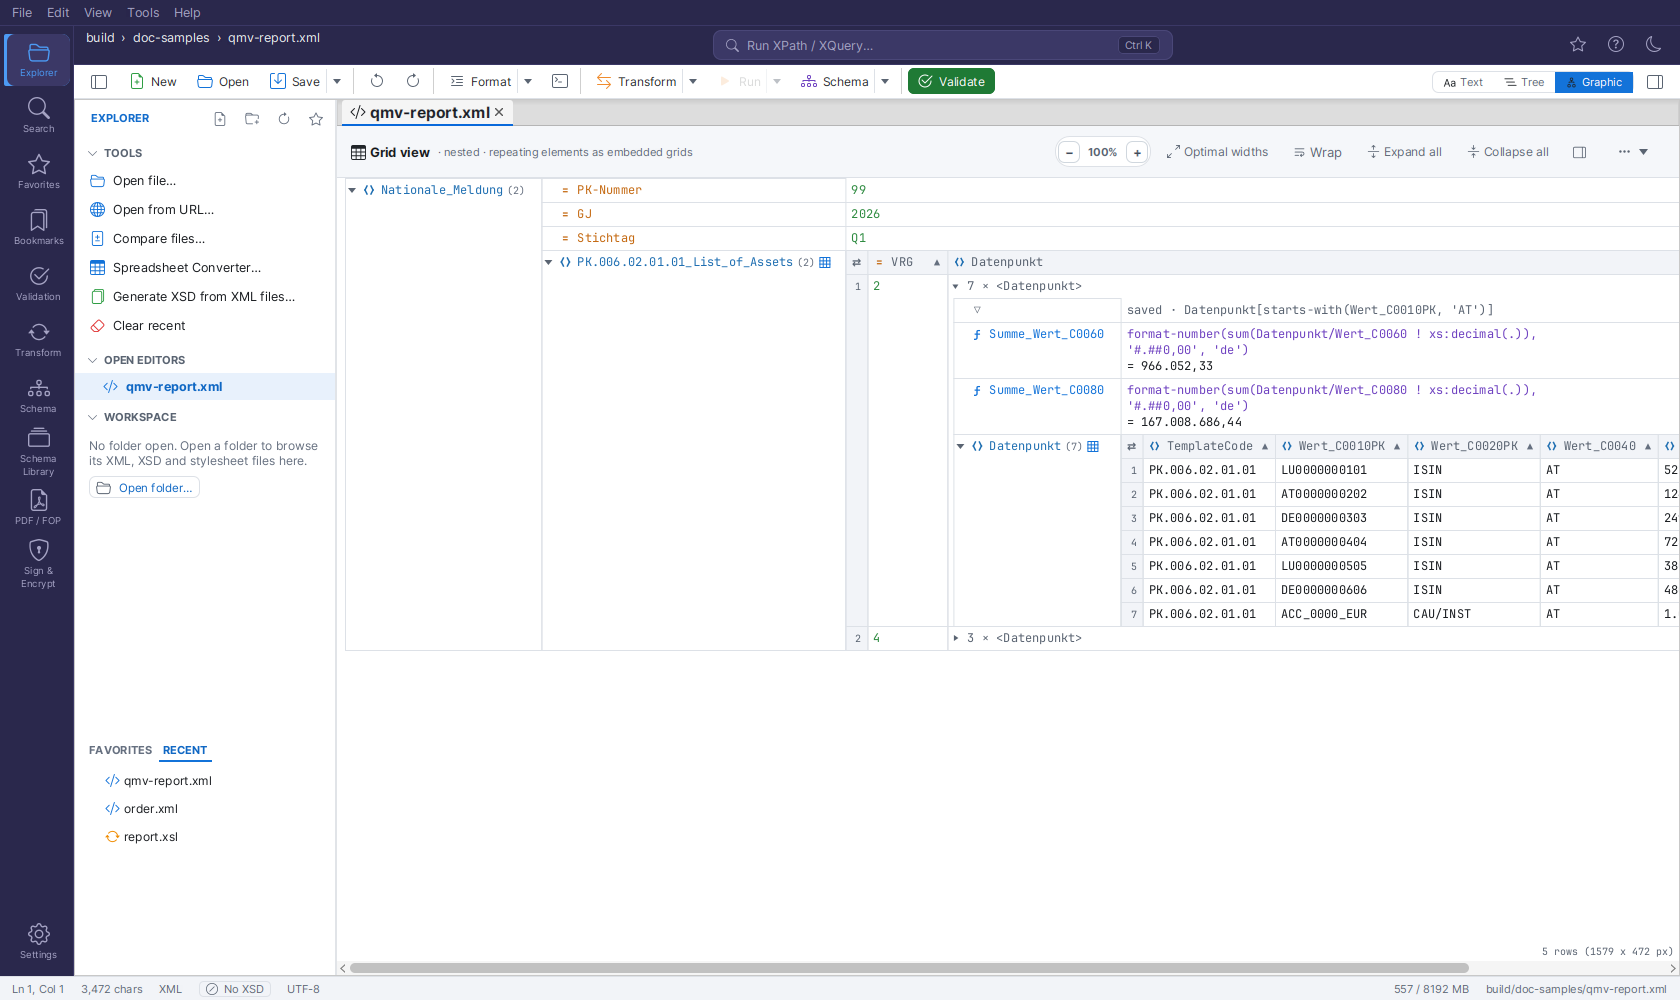 File Edit View Tools Help
build › doc-samples › qmv-report.xml
Run XPath / XQuery... Ctrl K
New Open Save Format Transform Run Schema Validate Text Tree Graphic
Explorer
Search
Favorites
Bookmarks
Validation
Transform
Schema
Schema
Library
PDF / FOP
Sign &
Encrypt
Settings
EXPLORER
TOOLS
Open file...
Open from URL...
Compare files...
Spreadsheet Converter...
Generate XSD from XML files...
Clear recent
OPEN EDITORS
qmv-report.xml
WORKSPACE
No folder open. Open a folder to browse
its XML, XSD and stylesheet files here.
Open folder...
FAVORITES RECENT
qmv-report.xml
order.xml
report.xsl
qmv-report.xml
Grid view · nested · repeating elements as embedded grids
− 100% + Optimal widths Wrap Expand all Collapse all
Nationale_Meldung (2) = PK-Nummer 99
= GJ 2026
= Stichtag Q1
PK.006.02.01.01_List_of_Assets (2) = VRG Datenpunkt
1 2 7 × <Datenpunkt>
saved · Datenpunkt[starts-with(Wert_C0010PK, 'AT')]
ƒ Summe_Wert_C0060 format-number(sum(Datenpunkt/Wert_C0060 ! xs:decimal(.)),
'#.##0,00', 'de')
= 966.052,33
ƒ Summe_Wert_C0080 format-number(sum(Datenpunkt/Wert_C0080 ! xs:decimal(.)),
'#.##0,00', 'de')
= 167.008.686,44
Datenpunkt (7) TemplateCode Wert_C0010PK Wert_C0020PK Wert_C0040
1 PK.006.02.01.01 LU0000000101 ISIN AT 52
2 PK.006.02.01.01 AT0000000202 ISIN AT 12
3 PK.006.02.01.01 DE0000000303 ISIN AT 24
4 PK.006.02.01.01 AT0000000404 ISIN AT 72
5 PK.006.02.01.01 LU0000000505 ISIN AT 38
6 PK.006.02.01.01 DE0000000606 ISIN AT 48
7 PK.006.02.01.01 ACC_0000_EUR CAU/INST AT 1.
2 4 3 × <Datenpunkt>
5 rows (1579 x 472 px)
Ln 1, Col 1 3,472 chars XML No XSD UTF-8 557 / 8192 MB build/doc-samples/qmv-report.xml